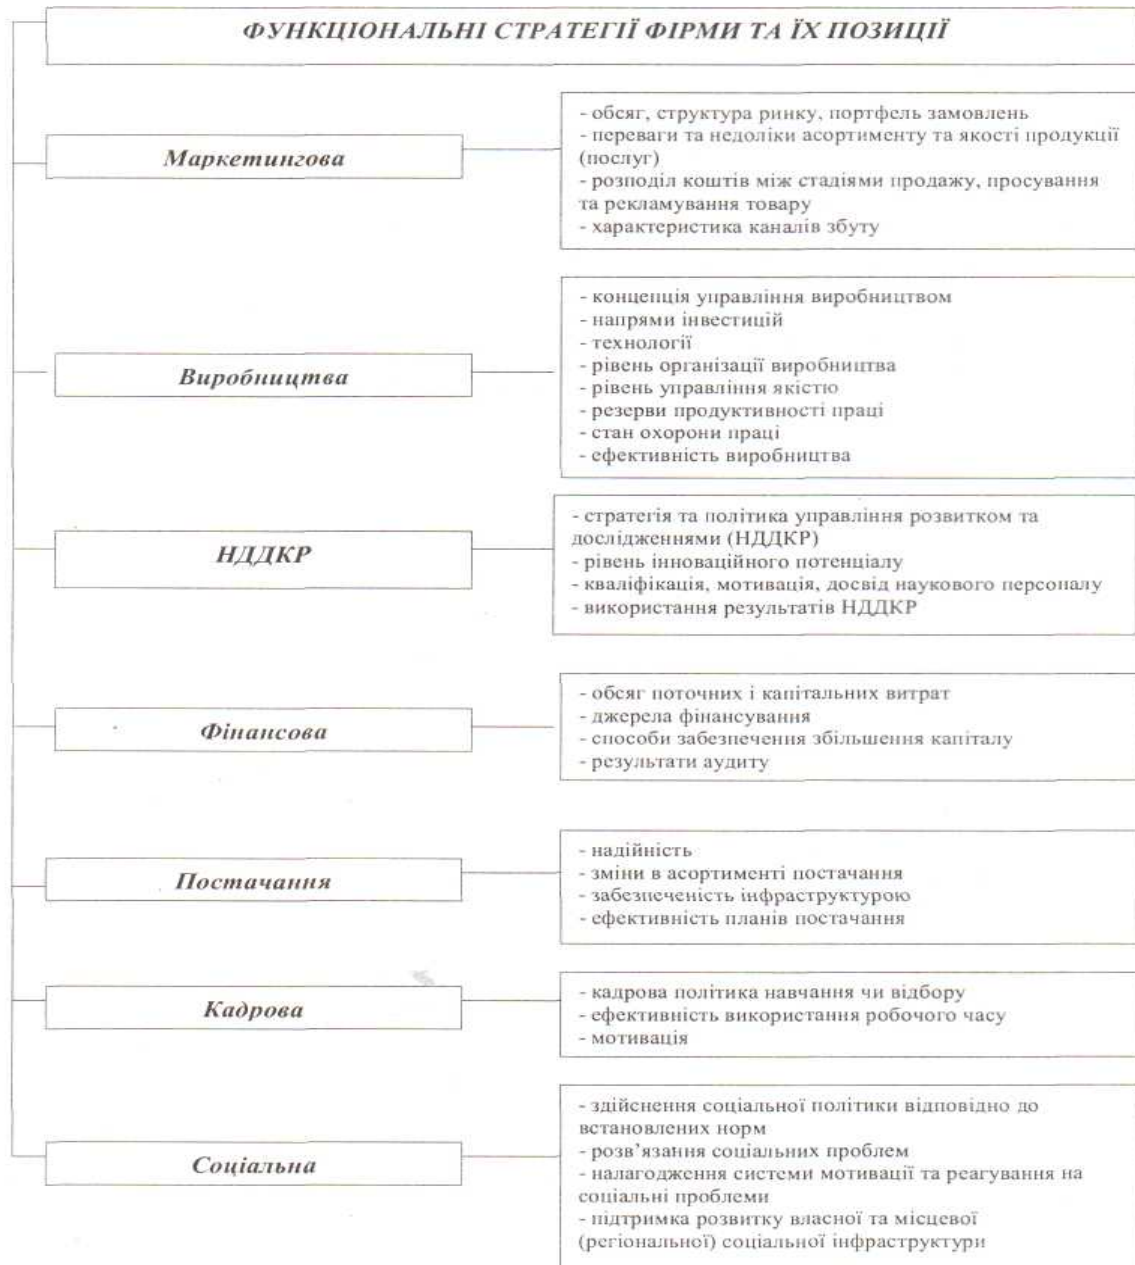 ФУНКЦІОНАЛЬНІ СТРАТЕГІЇ ФІРМИ ТА ЇХ ПОЗИЦІЇ
Маркетингова
- обсяг, структура ринку, портфель замовлень
- переваги та недоліки асортименту та якості продукції
(послуг)
- розподіл коштів між стадіями продажу, просування
та рекламування товару
- характеристика каналів збуту
Виробництва
- концепція управління виробництвом
- напрями інвестицій
- технології
- рівень організації виробництва
- рівень управління якістю
- резерви продуктивності праці
- стан охорони праці
- ефективність виробництва
НДДКР
- стратегія та політика управління розвитком та
дослідженнями (НДДКР)
- рівень інноваційного потенціалу
- кваліфікація, мотивація, досвід наукового персоналу
- використання результатів НДДКР
Фінансова
- обсяг поточних і капітальних витрат
- джерела фінансування
- способи забезпечення збільшення капіталу
- результати аудиту
Постачання
- надійність
- зміни в асортименті постачання
- забезпеченість інфраструктурою
- ефективність планів постачання
Кадрова
- кадрова політика навчання чи відбору
- ефективність використання робочого часу
- мотивація
Соціальна
- здійснення соціальної політики відповідно до
встановлених норм
- розв’язання соціальних проблем
- налагодження системи мотивації та реагування на
соціальні проблеми
- підтримка розвитку власної та місцевої
(регіональної) соціальної інфраструктури